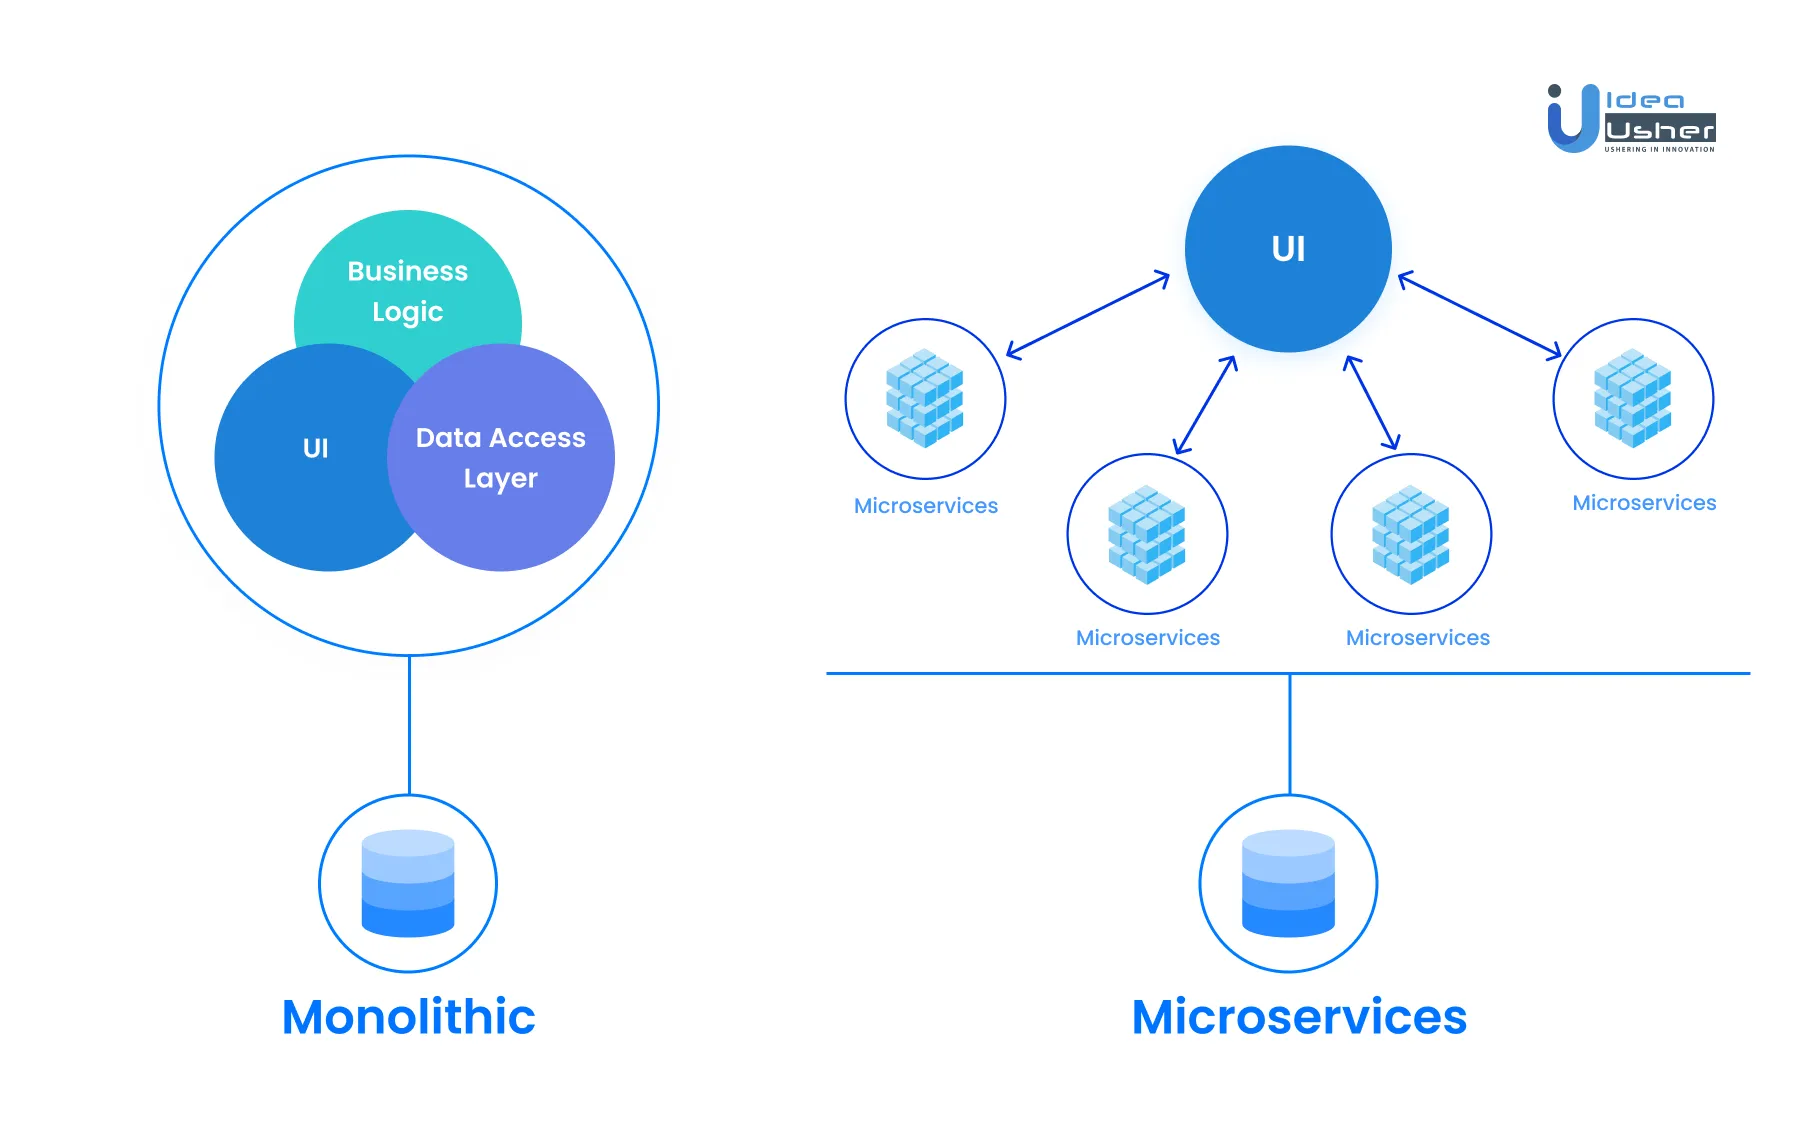 Idea
Usher
USHERING IN INNOVATION
Business
Logic
UI
Data Access
Layer
Monolithic
UI
Microservices
Microservices
Microservices
Microservices
Microservices